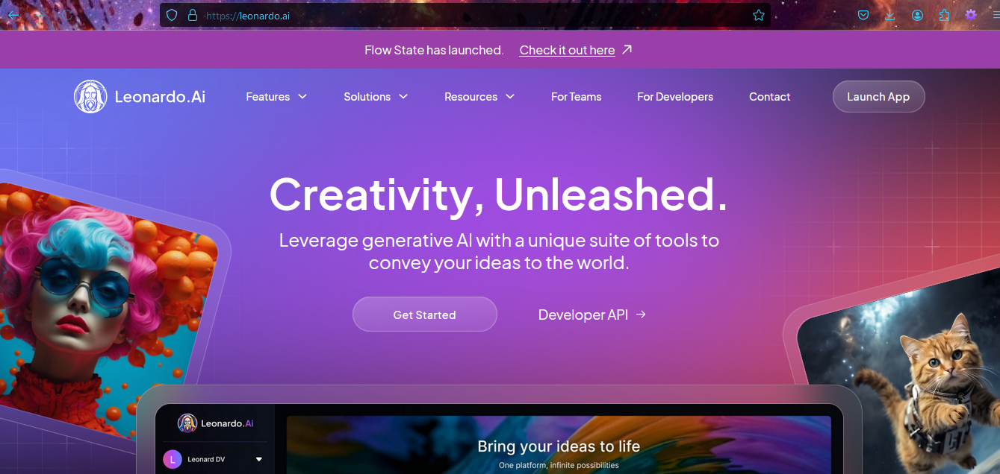 https://leonardo.ai
Flow State has launched. Check it out here
Leonardo.Ai Features Solutions Resources For Teams For Developers Contact Launch App
Creativity, Unleashed.
Leverage generative AI with a unique suite of tools to
convey your ideas to the world.
Get Started Developer API →
Leonardo.Ai
Bring your ideas to life
L Leonard DV
One platform, infinite possibilities